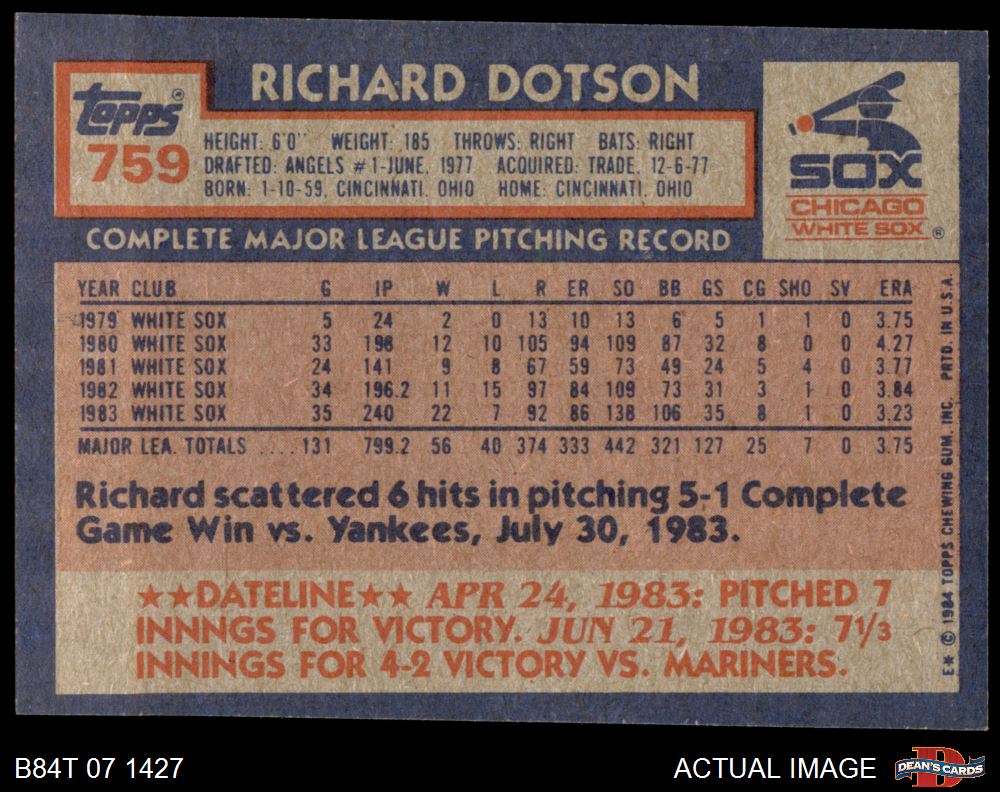 RICHARD DOTSON
Topps®
759
HEIGHT: 6'0" WEIGHT: 185 THROWS: RIGHT BATS: RIGHT
DRAFTED: ANGELS #1-JUNE, 1977 ACQUIRED: TRADE, 12-6-77
BORN: 1-10-59, CINCINNATI, OHIO HOME: CINCINNATI, OHIO
SOX
CHICAGO
WHITE SOX®
COMPLETE MAJOR LEAGUE PITCHING RECORD
YEAR CLUB G IP W L R ER SO BB GS CG SHO SV ERA
1979 WHITE SOX 5 24 2 0 13 10 13 6 5 1 1 0 3.75
1980 WHITE SOX 33 198 12 10 105 94 109 87 32 8 0 0 4.27
1981 WHITE SOX 24 141 9 8 67 59 73 49 24 5 4 0 3.77
1982 WHITE SOX 34 196.2 11 15 97 84 109 73 31 3 1 0 3.84
1983 WHITE SOX 35 240 22 7 92 86 138 106 35 8 1 0 3.23
MAJOR LEA. TOTALS .... 131 799.2 56 40 374 333 442 321 127 25 7 0 3.75
Richard scattered 6 hits in pitching 5-1 Complete
Game Win vs. Yankees, July 30, 1983.
★★DATELINE★★ APR 24, 1983: PITCHED 7
INNNGS FOR VICTORY. JUN 21, 1983: 7⅓
INNINGS FOR 4-2 VICTORY VS. MARINERS.
E* © 1984 TOPPS CHEWING GUM, INC. PRTD. IN U.S.A.
B84T 07 1427
ACTUAL IMAGE
D
DEAN'S CARDS